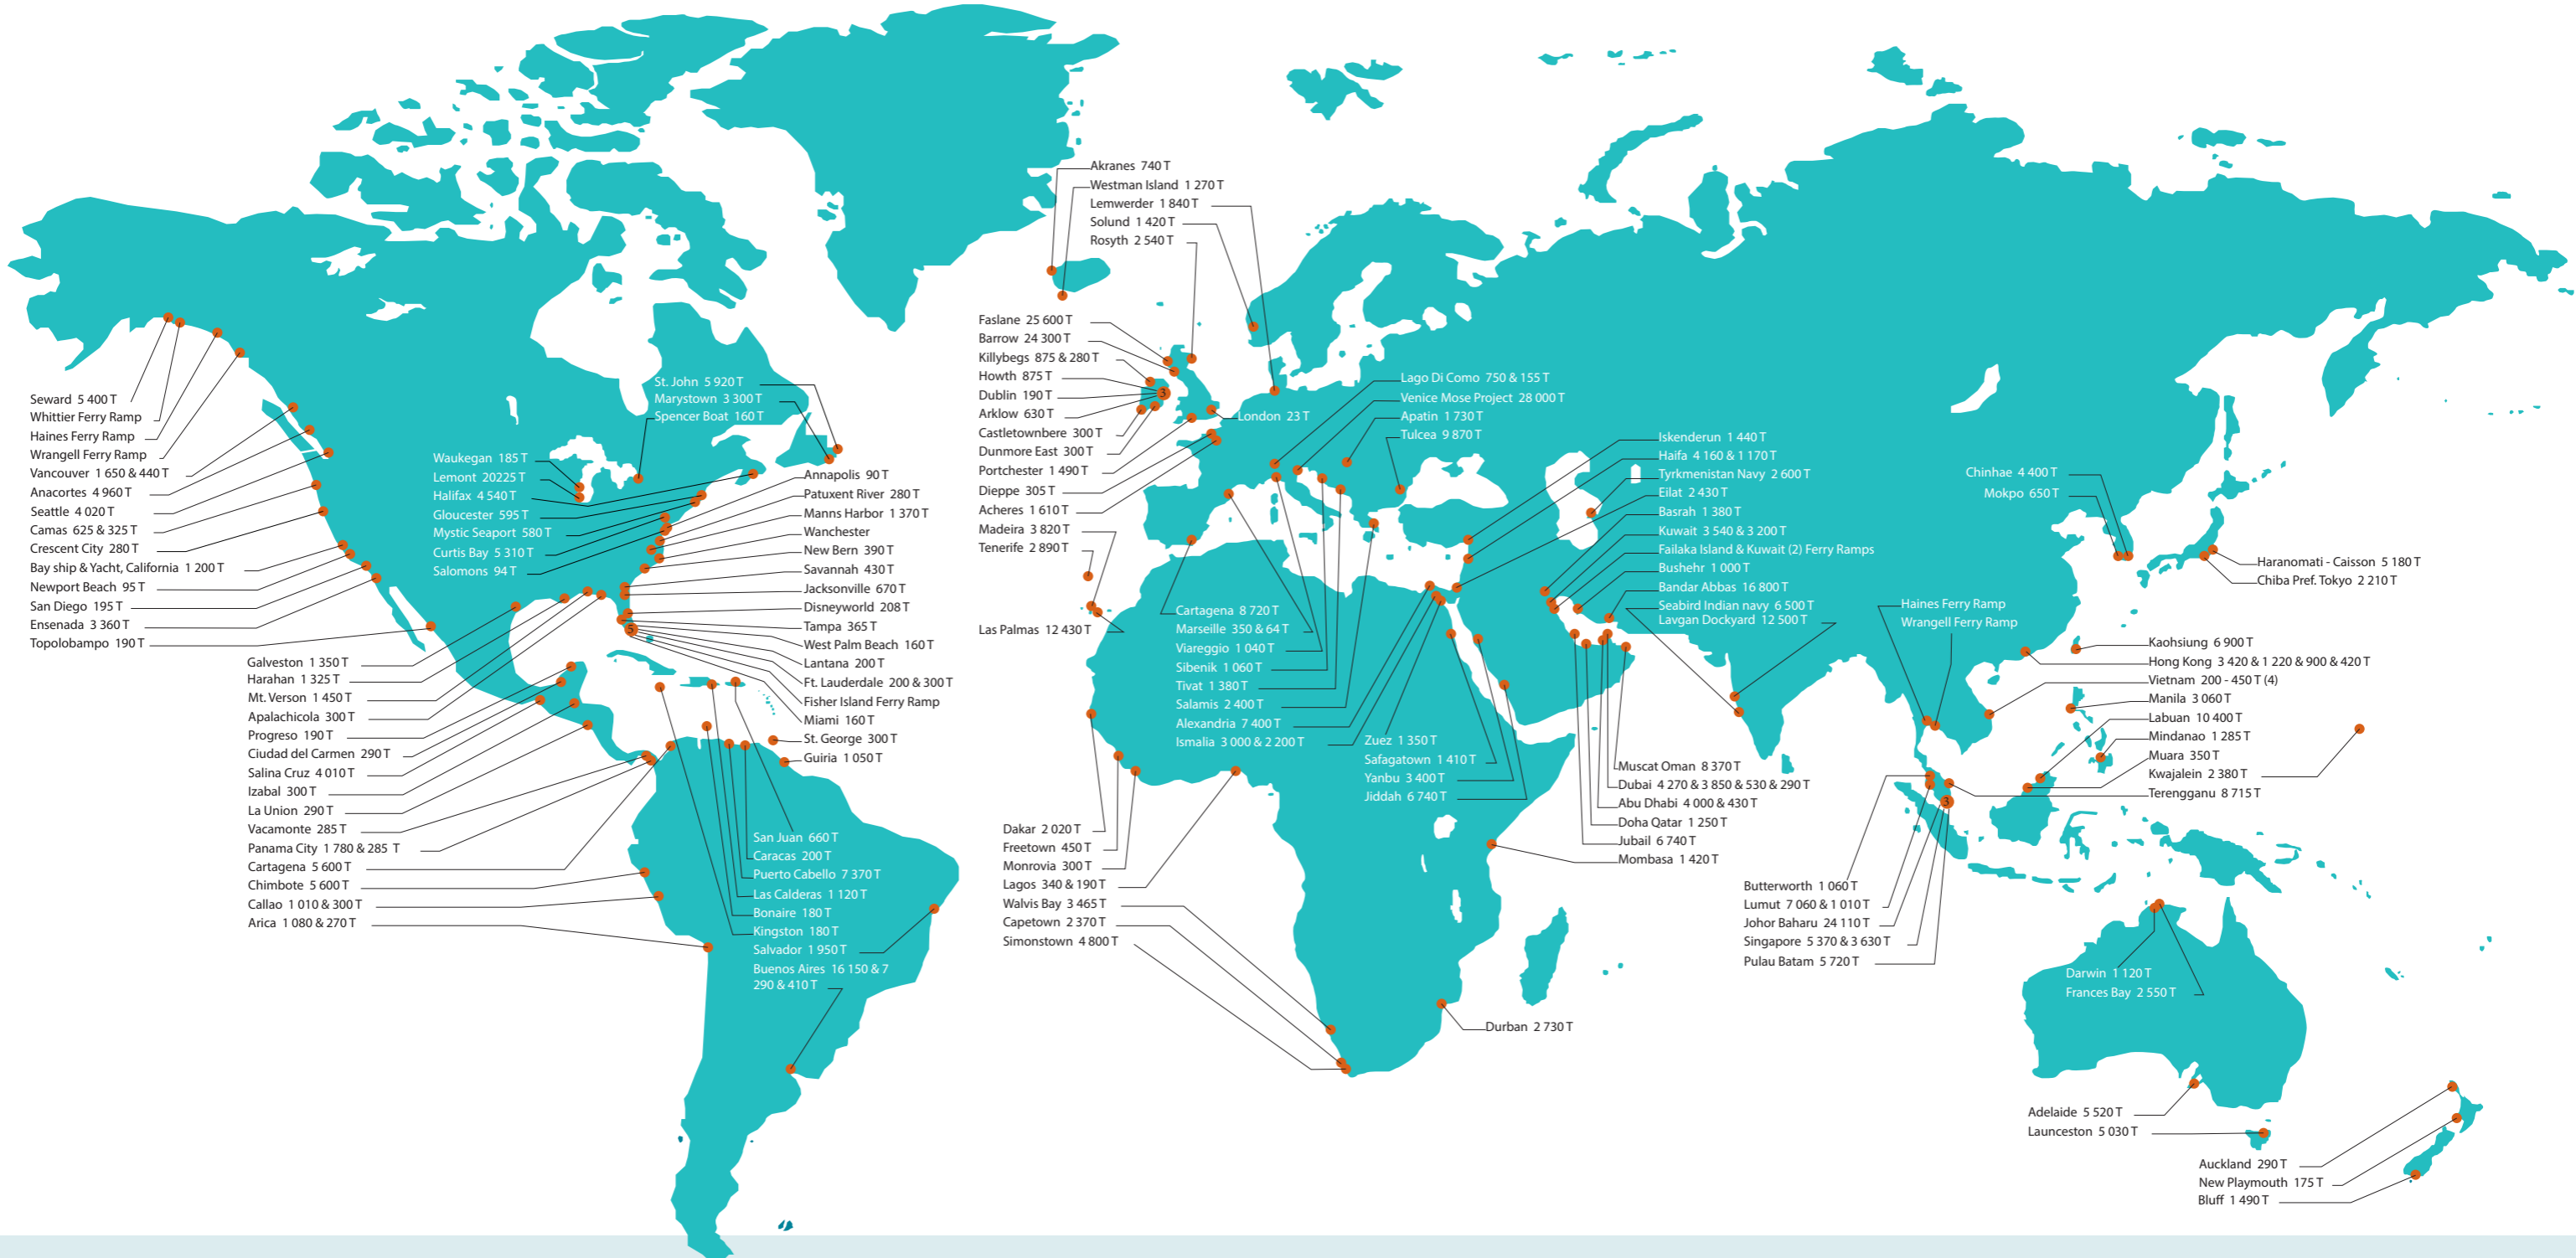 Akranes 740 T
Westman Island 1 270 T
Lemwerder 1 840 T
Solund 1 420 T
Rosyth 2 540 T
Faslane 25 600 T
Barrow 24 300 T
Killybegs 875 & 280 T
Howth 875 T
Dublin 190 T
Arklow 630 T
Castletownbere 300 T
Dunmore East 300 T
Portchester 1 490 T
Dieppe 305 T
Acheres 1 610 T
Madeira 3 820 T
Tenerife 2 890 T
Las Palmas 12 430 T
3
London 23 T
Seward 5 400 T
Whittier Ferry Ramp
Haines Ferry Ramp
Wrangell Ferry Ramp
Vancouver 1 650 & 440 T
Anacortes 4 960 T
Seattle 4 020 T
Camas 625 & 325 T
Crescent City 280 T
Bay ship & Yacht, California 1 200 T
Newport Beach 95 T
San Diego 195 T
Ensenada 3 360 T
Topolobampo 190 T
St. John 5 920 T
Marystown 3 300 T
Spencer Boat 160 T
Waukegan 185 T
Lemont 20225 T
Halifax 4 540 T
Gloucester 595 T
Mystic Seaport 580 T
Curtis Bay 5 310 T
Salomons 94 T
Annapolis 90 T
Patuxent River 280 T
Manns Harbor 1 370 T
Wanchester
New Bern 390 T
Savannah 430 T
Jacksonville 670 T
Disneyworld 208 T
Tampa 365 T
West Palm Beach 160 T
Lantana 200 T
Ft. Lauderdale 200 & 300 T
Fisher Island Ferry Ramp
Miami 160 T
St. George 300 T
Guiria 1 050 T
5
Galveston 1 350 T
Harahan 1 325 T
Mt. Verson 1 450 T
Apalachicola 300 T
Progreso 190 T
Ciudad del Carmen 290 T
Salina Cruz 4 010 T
Izabal 300 T
La Union 290 T
Vacamonte 285 T
Panama City 1 780 & 285 T
Cartagena 5 600 T
Chimbote 5 600 T
Callao 1 010 & 300 T
Arica 1 080 & 270 T
San Juan 660 T
Caracas 200 T
Puerto Cabello 7 370 T
Las Calderas 1 120 T
Bonaire 180 T
Kingston 180 T
Salvador 1 950 T
Buenos Aires 16 150 & 7
290 & 410 T
Lago Di Como 750 & 155 T
Venice Mose Project 28 000 T
Apatin 1 730 T
Tulcea 9 870 T
Cartagena 8 720 T
Marseille 350 & 64 T
Viareggio 1 040 T
Sibenik 1 060 T
Tivat 1 380 T
Salamis 2 400 T
Alexandria 7 400 T
Ismalia 3 000 & 2 200 T
Zuez 1 350 T
Safagatown 1 410 T
Yanbu 3 400 T
Jiddah 6 740 T
Dakar 2 020 T
Freetown 450 T
Monrovia 300 T
Lagos 340 & 190 T
Walvis Bay 3 465 T
Capetown 2 370 T
Simonstown 4 800 T
Durban 2 730 T
Iskenderun 1 440 T
Haifa 4 160 & 1 170 T
Tyrkmenistan Navy 2 600 T
Eilat 2 430 T
Basrah 1 380 T
Kuwait 3 540 & 3 200 T
Failaka Island & Kuwait (2) Ferry Ramps
Bushehr 1 000 T
Bandar Abbas 16 800 T
Seabird Indian navy 6 500 T
Lavgan Dockyard 12 500 T
Muscat Oman 8 370 T
Dubai 4 270 & 3 850 & 530 & 290 T
Abu Dhabi 4 000 & 430 T
Doha Qatar 1 250 T
Jubail 6 740 T
Mombasa 1 420 T
Chinhae 4 400 T
Mokpo 650 T
Haranomati - Caisson 5 180 T
Chiba Pref. Tokyo 2 210 T
Haines Ferry Ramp
Wrangell Ferry Ramp
Kaohsiung 6 900 T
Hong Kong 3 420 & 1 220 & 900 & 420 T
Vietnam 200 - 450 T (4)
Manila 3 060 T
Labuan 10 400 T
Mindanao 1 285 T
Muara 350 T
Kwajalein 2 380 T
Terengganu 8 715 T
3
Butterworth 1 060 T
Lumut 7 060 & 1 010 T
Johor Baharu 24 110 T
Singapore 5 370 & 3 630 T
Pulau Batam 5 720 T
Darwin 1 120 T
Frances Bay 2 550 T
Adelaide 5 520 T
Launceston 5 030 T
Auckland 290 T
New Playmouth 175 T
Bluff 1 490 T